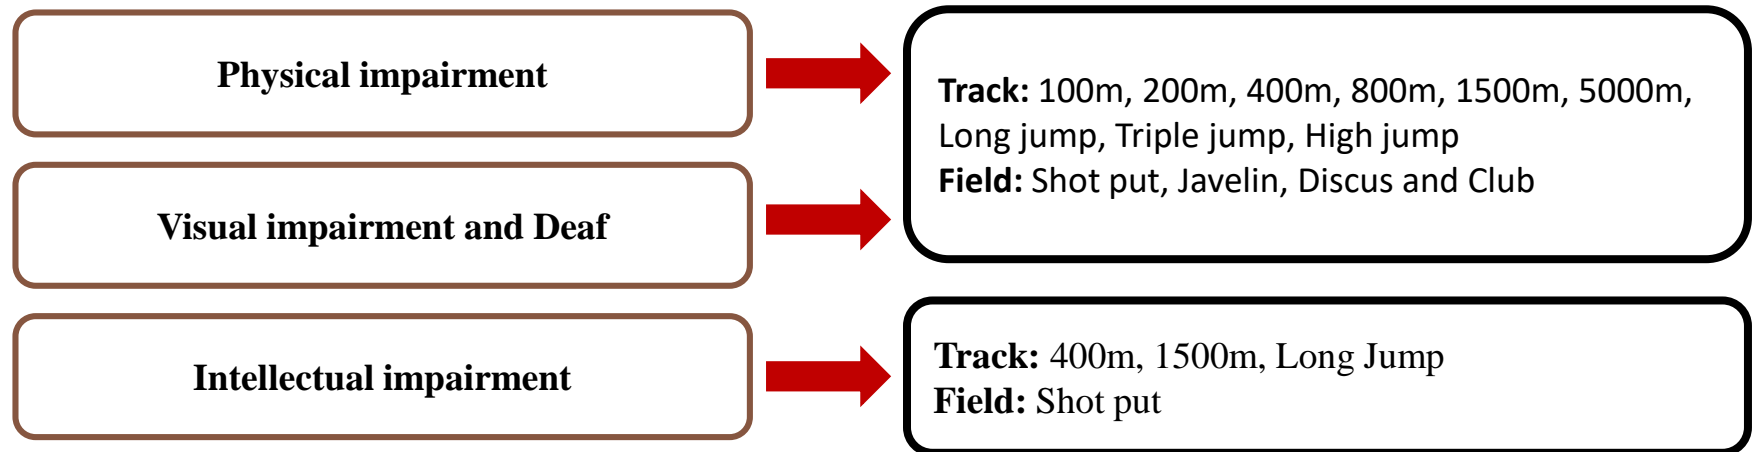 Physical impairment
Visual impairment and Deaf
Intellectual impairment
Track: 100m, 200m, 400m, 800m, 1500m, 5000m,
Long jump, Triple jump, High jump
Field: Shot put, Javelin, Discus and Club
Track: 400m, 1500m, Long Jump
Field: Shot put